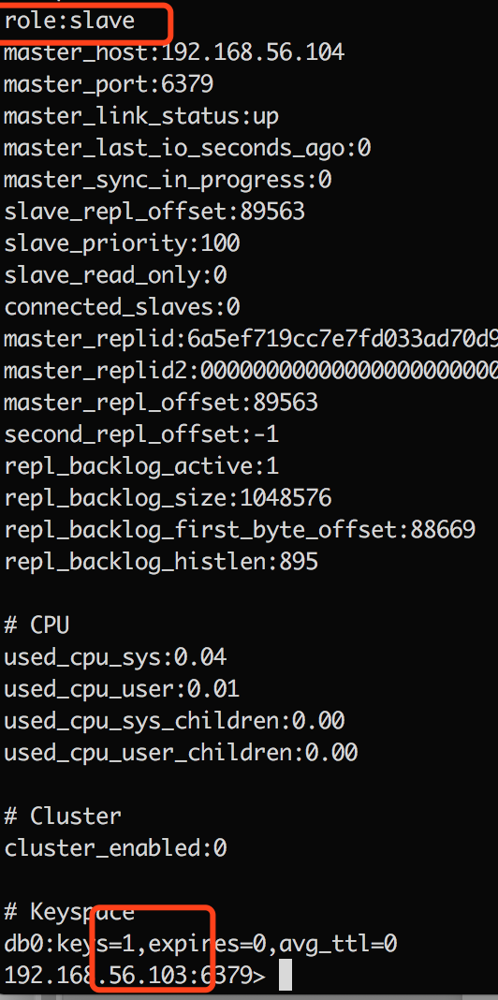 role:slave
master_host:192.168.56.104
master_port:6379
master_link_status:up
master_last_io_seconds_ago:0
master_sync_in_progress:0
slave_repl_offset:89563
slave_priority:100
slave_read_only:0
connected_slaves:0
master_replid:6a5ef719cc7e7fd033ad70d9
master_replid2:00000000000000000000000
master_repl_offset:89563
second_repl_offset:-1
repl_backlog_active:1
repl_backlog_size:1048576
repl_backlog_first_byte_offset:88669
repl_backlog_histlen:895
# CPU
used_cpu_sys:0.04
used_cpu_user:0.01
used_cpu_sys_children:0.00
used_cpu_user_children:0.00
# Cluster
cluster_enabled:0
# Keyspace
db0:keys=1,expires=0,avg_ttl=0
192.168.56.103:6379>